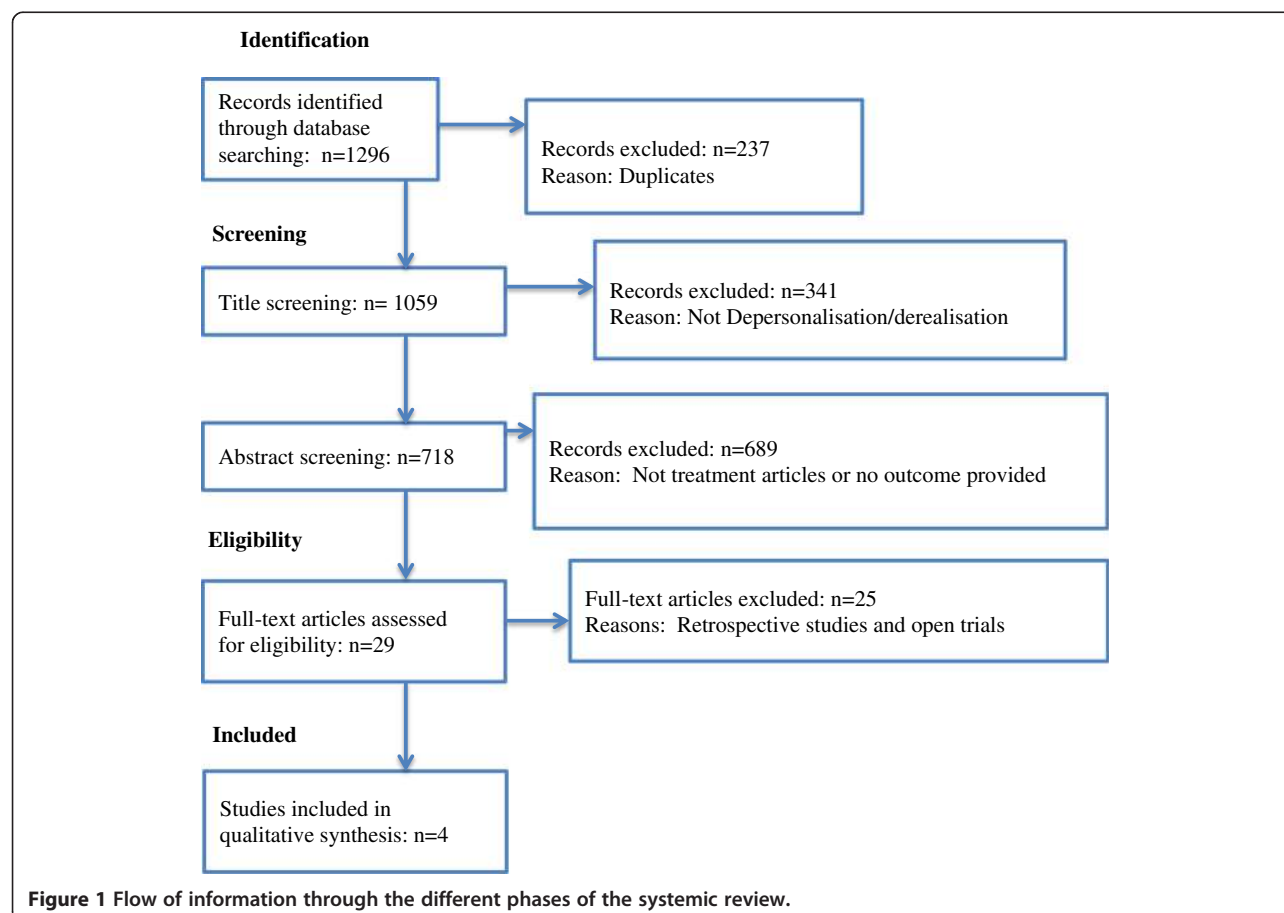 Identification
Records identified
through database
searching: n=1296
Records excluded: n=237
Reason: Duplicates
Screening
Title screening: n= 1059
Records excluded: n=341
Reason: Not Depersonalisation/derealisation
Abstract screening: n=718
Records excluded: n=689
Reason: Not treatment articles or no outcome provided
Eligibility
Full-text articles assessed
for eligibility: n=29
Full-text articles excluded: n=25
Reasons: Retrospective studies and open trials
Included
Studies included in
qualitative synthesis: n=4
Figure 1 Flow of information through the different phases of the systemic review.